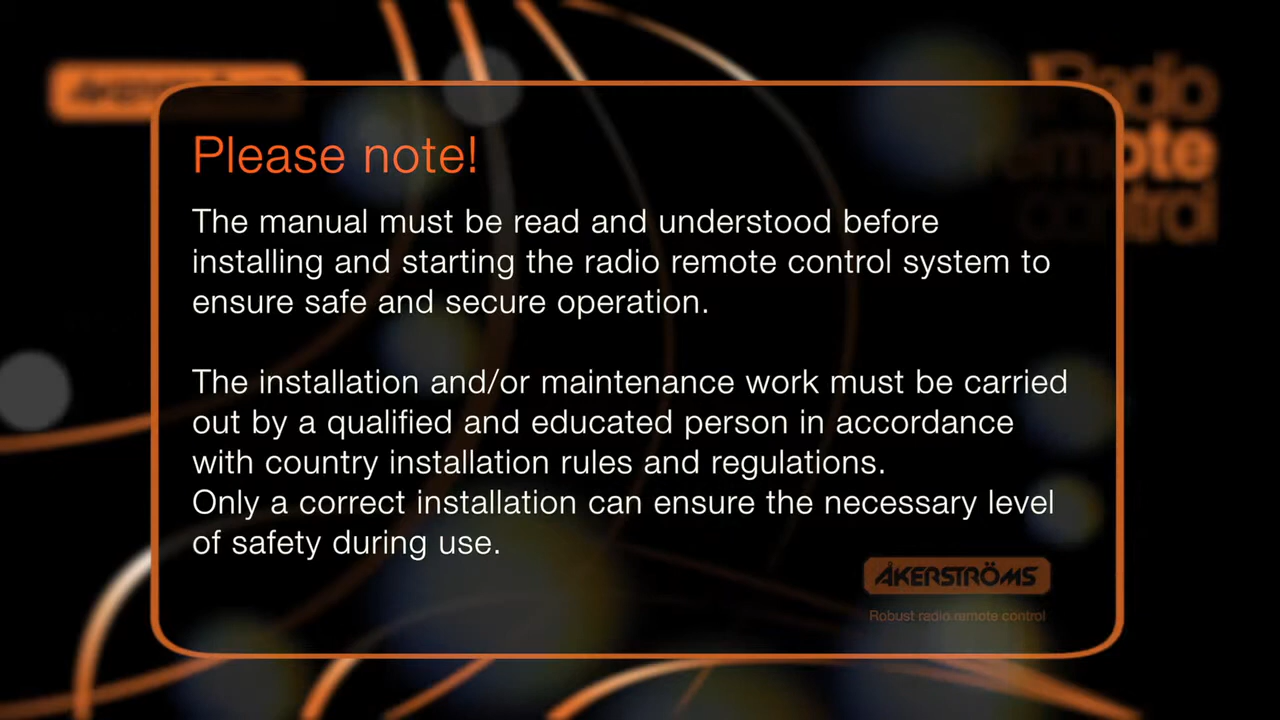 Radio
remote
control
Please note!
The manual must be read and understood before
installing and starting the radio remote control system to
ensure safe and secure operation.
The installation and/or maintenance work must be carried
out by a qualified and educated person in accordance
with country installation rules and regulations.
Only a correct installation can ensure the necessary level
of safety during use.
ÅKERSTRÖMS
Robust radio remote control